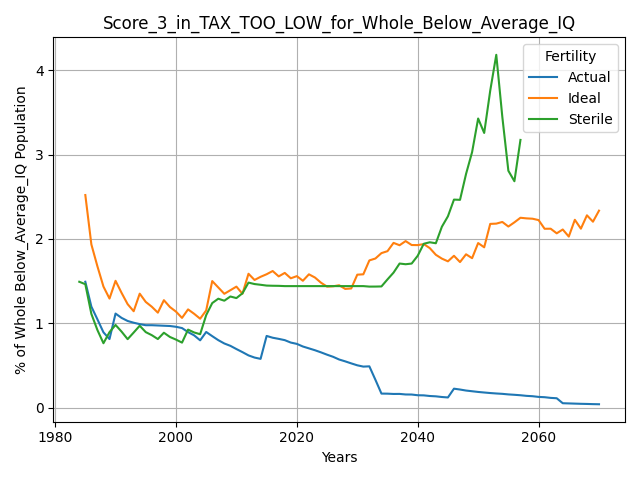 Score_3_in_TAX_TOO_LOW_for_Whole_Below_Average_IQ
% of Whole Below_Average_IQ Population
4
3
2
1
0
Fertility
Actual
Ideal
Sterile
1980
2000
2020
2040
2060
Years